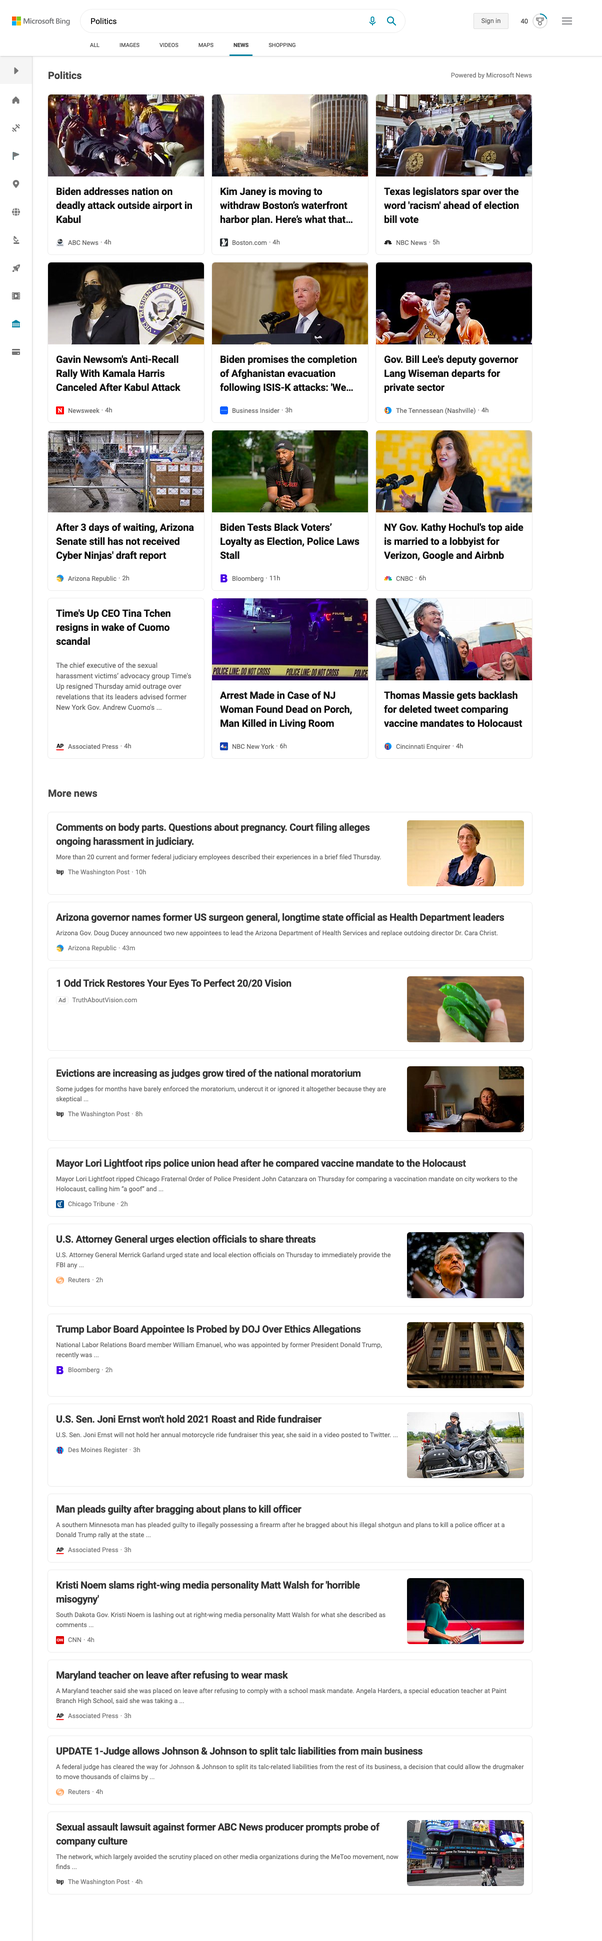 Microsoft Bing
Politics
Sign in
40
ALL
IMAGES
VIDEOS
MAPS
NEWS
SHOPPING
Politics
Powered by Microsoft News
Biden addresses nation on
deadly attack outside airport in
Kabul
ABC News · 4h
Kim Janey is moving to
withdraw Boston's waterfront
harbor plan. Here's what that...
Boston.com · 4h
Texas legislators spar over the
word 'racism' ahead of election
bill vote
NBC News · 5h
Gavin Newsom's Anti-Recall
Rally With Kamala Harris
Canceled After Kabul Attack
Newsweek · 4h
Biden promises the completion
of Afghanistan evacuation
following ISIS-K attacks: 'We...
Business Insider · 3h
Gov. Bill Lee's deputy governor
Lang Wiseman departs for
private sector
The Tennessean (Nashville) · 4h
After 3 days of waiting, Arizona
Senate still has not received
Cyber Ninjas' draft report
Arizona Republic · 2h
Biden Tests Black Voters'
Loyalty as Election, Police Laws
Stall
Bloomberg · 11h
NY Gov. Kathy Hochul's top aide
is married to a lobbyist for
Verizon, Google and Airbnb
CNBC · 6h
Time's Up CEO Tina Tchen
resigns in wake of Cuomo
scandal
The chief executive of the sexual
harassment victims' advocacy group Time's
Up resigned Thursday amid outrage over
revelations that its leaders advised former
New York Gov. Andrew Cuomo's ...
AP Associated Press · 4h
POLICE LINE: DO NOT CROSS POLICE LINE: DO NOT CROSS
Arrest Made in Case of NJ
Woman Found Dead on Porch,
Man Killed in Living Room
NBC New York · 6h
Thomas Massie gets backlash
for deleted tweet comparing
vaccine mandates to Holocaust
Cincinnati Enquirer · 4h
More news
Comments on body parts. Questions about pregnancy. Court filing alleges
ongoing harassment in judiciary.
More than 20 current and former federal judiciary employees described their experiences in a brief filed Thursday.
wp The Washington Post · 10h
Arizona governor names former US surgeon general, longtime state official as Health Department leaders
Arizona Gov. Doug Ducey announced two new appointees to lead the Arizona Department of Health Services and replace outgoing director Dr. Cara Christ.
Arizona Republic · 43m
1 Odd Trick Restores Your Eyes To Perfect 20/20 Vision
Ad TruthAboutVision.com
Evictions are increasing as judges grow tired of the national moratorium
Some judges for months have barely enforced the moratorium, undercut it or ignored it altogether because they are
skeptical ...
wp The Washington Post · 8h
Mayor Lori Lightfoot rips police union head after he compared vaccine mandate to the Holocaust
Mayor Lori Lightfoot ripped Chicago Fraternal Order of Police President John Catanzara on Thursday for comparing a vaccination mandate on city workers to the
Holocaust, calling him "a goof" and ...
Chicago Tribune · 2h
U.S. Attorney General urges election officials to share threats
U.S. Attorney General Merrick Garland urged state and local election officials on Thursday to immediately provide the
FBI any ...
Reuters · 2h
Trump Labor Board Appointee Is Probed by DOJ Over Ethics Allegations
National Labor Relations Board member William Emanuel, who was appointed by former President Donald Trump,
recently was ...
Bloomberg · 2h
U.S. Sen. Joni Ernst won't hold 2021 Roast and Ride fundraiser
U.S. Sen. Joni Ernst will not hold her annual motorcycle ride fundraiser this year, she said in a video posted to Twitter. ...
Des Moines Register · 3h
Man pleads guilty after bragging about plans to kill officer
A southern Minnesota man has pleaded guilty to illegally possessing a firearm after he bragged about his illegal shotgun and plans to kill a police officer at a
Donald Trump rally at the state ...
AP Associated Press · 3h
Kristi Noem slams right-wing media personality Matt Walsh for 'horrible
misogyny'
South Dakota Gov. Kristi Noem is lashing out at right-wing media personality Matt Walsh for what she described as
comments ...
CNN CNN · 4h
Maryland teacher on leave after refusing to wear mask
A Maryland teacher said she was placed on leave after refusing to comply with a school mask mandate. Angela Harders, a special education teacher at Paint
Branch High School, said she was taking a ...
AP Associated Press · 3h
UPDATE 1-Judge allows Johnson & Johnson to split talc liabilities from main business
A federal judge has cleared the way for Johnson & Johnson to split its talc-related liabilities from the rest of its business, a decision that could allow the drugmaker
to move thousands of claims by ...
Reuters · 4h
Sexual assault lawsuit against former ABC News producer prompts probe of
company culture
The network, which largely avoided the scrutiny placed on other media organizations during the MeToo movement, now
finds ...
wp The Washington Post · 4h